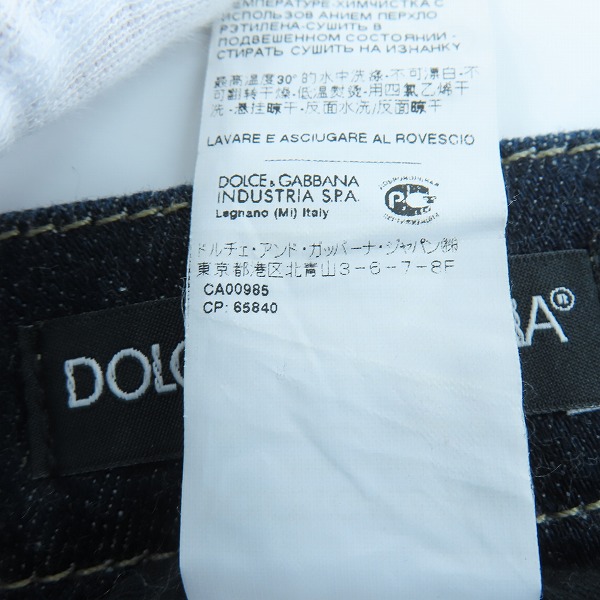 ТЕМПЕРАТУРЕ-ХИМЧИСТКА С
ИСПОЛЬЗОВАНИЕМ ПЕРХЛО
РЭТИЛЕНА-СУШИТЬ В
ПОДВЕШЕННОМ СОСТОЯНИИ-
СТИРАТЬ СУШИТЬ НА ИЗНАНКУ
最高温度30°的水中洗涤·不可漂白·不
可翻转干燥·低温熨烫·用四氯乙烯干
洗·悬挂晾干·反面水洗/反面晾干
LAVARE E ASCIUGARE AL ROVESCIO
DOLCE&GABBANA
INDUSTRIA S.P.A.
Legnano (Mi) Italy
ドルチェ・アンド・ガッバーナ・ジャパン㈱
東京都港区北青山3-6-7-8F
CA00985
CP: 65840
DOLC
BA®